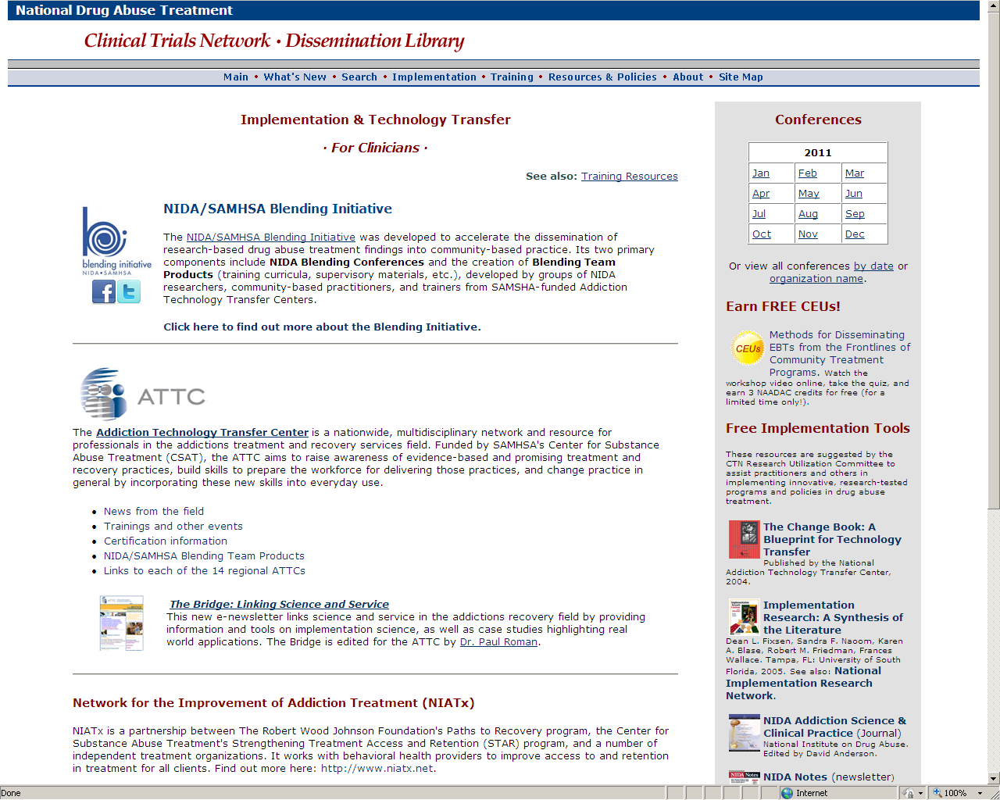 National Drug Abuse Treatment
Clinical Trials Network · Dissemination Library
Main • What's New • Search • Implementation • Training • Resources & Policies • About • Site Map
Implementation & Technology Transfer
· For Clinicians ·
See also: Training Resources
blending initiative
NIDA•SAMHSA
NIDA/SAMHSA Blending Initiative
The NIDA/SAMHSA Blending Initiative was developed to accelerate the dissemination of
research-based drug abuse treatment findings into community-based practice. Its two primary
components include NIDA Blending Conferences and the creation of Blending Team
Products (training curricula, supervisory materials, etc.), developed by groups of NIDA
researchers, community-based practitioners, and trainers from SAMSHA-funded Addiction
Technology Transfer Centers.
Click here to find out more about the Blending Initiative.
ATTC
The Addiction Technology Transfer Center is a nationwide, multidisciplinary network and resource for
professionals in the addictions treatment and recovery services field. Funded by SAMHSA's Center for Substance
Abuse Treatment (CSAT), the ATTC aims to raise awareness of evidence-based and promising treatment and
recovery practices, build skills to prepare the workforce for delivering those practices, and change practice in
general by incorporating these new skills into everyday use.
• News from the field
• Trainings and other events
• Certification information
• NIDA/SAMHSA Blending Team Products
• Links to each of the 14 regional ATTCs
The Bridge: Linking Science and Service
This new e-newsletter links science and service in the addictions recovery field by providing
information and tools on implementation science, as well as case studies highlighting real
world applications. The Bridge is edited for the ATTC by Dr. Paul Roman.
Network for the Improvement of Addiction Treatment (NIATx)
NIATx is a partnership between The Robert Wood Johnson Foundation's Paths to Recovery program, the Center for
Substance Abuse Treatment's Strengthening Treatment Access and Retention (STAR) program, and a number of
independent treatment organizations. It works with behavioral health providers to improve access to and retention
in treatment for all clients. Find out more here: http://www.niatx.net.
Conferences
2011
Jan Feb Mar
Apr May Jun
Jul Aug Sep
Oct Nov Dec
Or view all conferences by date or
organization name.
Earn FREE CEUs!
CEUs
Methods for Disseminating
EBTs from the Frontlines of
Community Treatment
Programs. Watch the
workshop video online, take the quiz, and
earn 3 NAADAC credits for free (for a
limited time only!).
Free Implementation Tools
These resources are suggested by the
CTN Research Utilization Committee to
assist practitioners and others in
implementing innovative, research-tested
programs and policies in drug abuse
treatment.
The Change Book: A
Blueprint for Technology
Transfer
Published by the National
Addiction Technology Transfer Center,
2004.
Implementation
Research: A Synthesis of
the Literature
Dean L. Fixsen, Sandra F. Naoom, Karen
A. Blase, Robert M. Friedman, Frances
Wallace. Tampa, FL: University of South
Florida, 2005. See also: National
Implementation Research
Network.
NIDA Addiction Science &
Clinical Practice (Journal)
National Institute on Drug Abuse.
Edited by David Anderson.
NIDA Notes
NIDA Notes (newsletter)
Done
Internet
100%